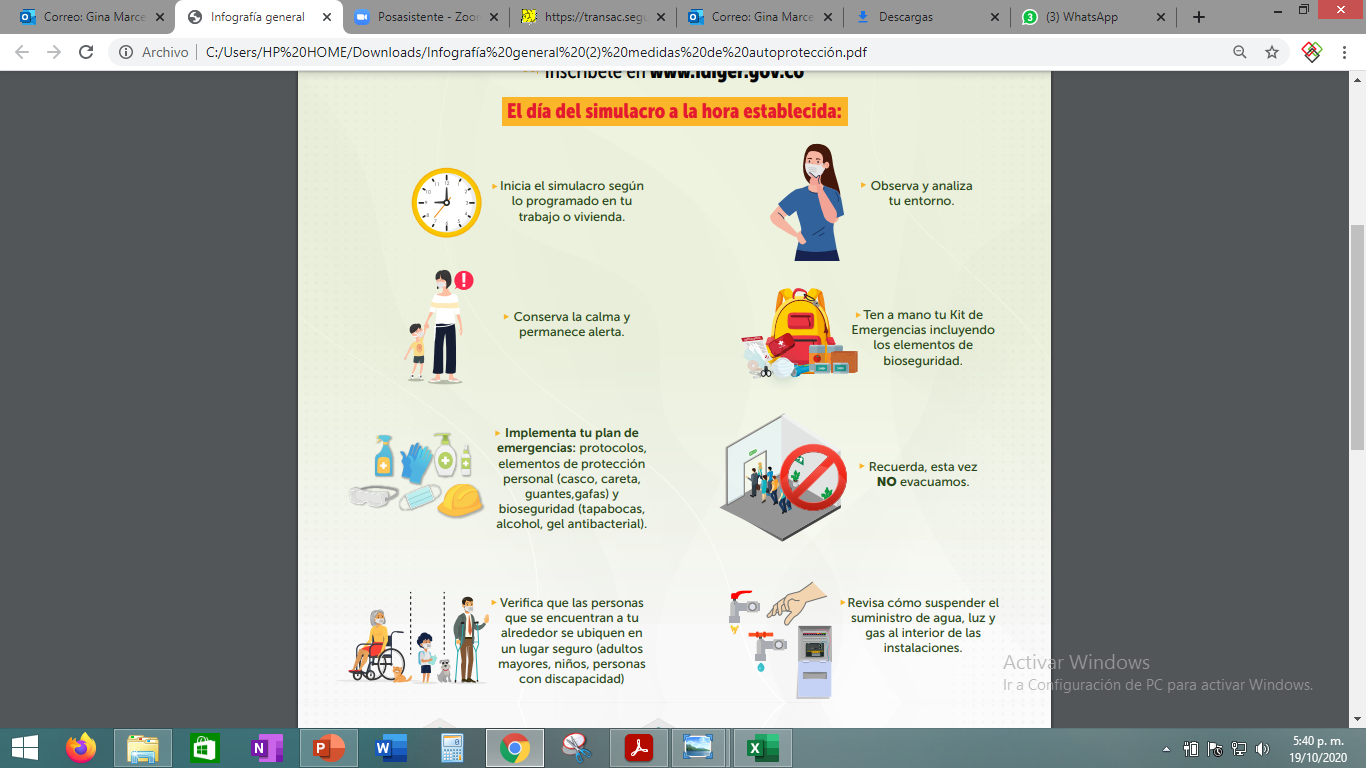 Correo: Gina Marce
Infografía general
Posasistente - Zoom
https://transac.segu
Correo: Gina Marce
Descargas
(3) WhatsApp
Archivo
C:/Users/HP%20HOME/Downloads/Infografía%20general%20(2)%20medidas%20de%20autoprotección.pdf
inscríbete en www.idiger.gov.co
El día del simulacro a la hora establecida:
Inicia el simulacro según
lo programado en tu
trabajo o vivienda.
Observa y analiza
tu entorno.
Conserva la calma y
permanece alerta.
Ten a mano tu Kit de
Emergencias incluyendo
los elementos de
bioseguridad.
Implementa tu plan de
emergencias: protocolos,
elementos de protección
personal (casco, careta,
guantes,gafas) y
bioseguridad (tapabocas,
alcohol, gel antibacterial).
Recuerda, esta vez
NO evacuamos.
Verifica que las personas
que se encuentran a tu
alrededor se ubiquen en
un lugar seguro (adultos
mayores, niños, personas
con discapacidad)
Revisa cómo suspender el
suministro de agua, luz y
gas al interior de las
instalaciones.
Activar Windows
Ir a Configuración de PC para activar Windows.
5:40 p. m.
19/10/2020